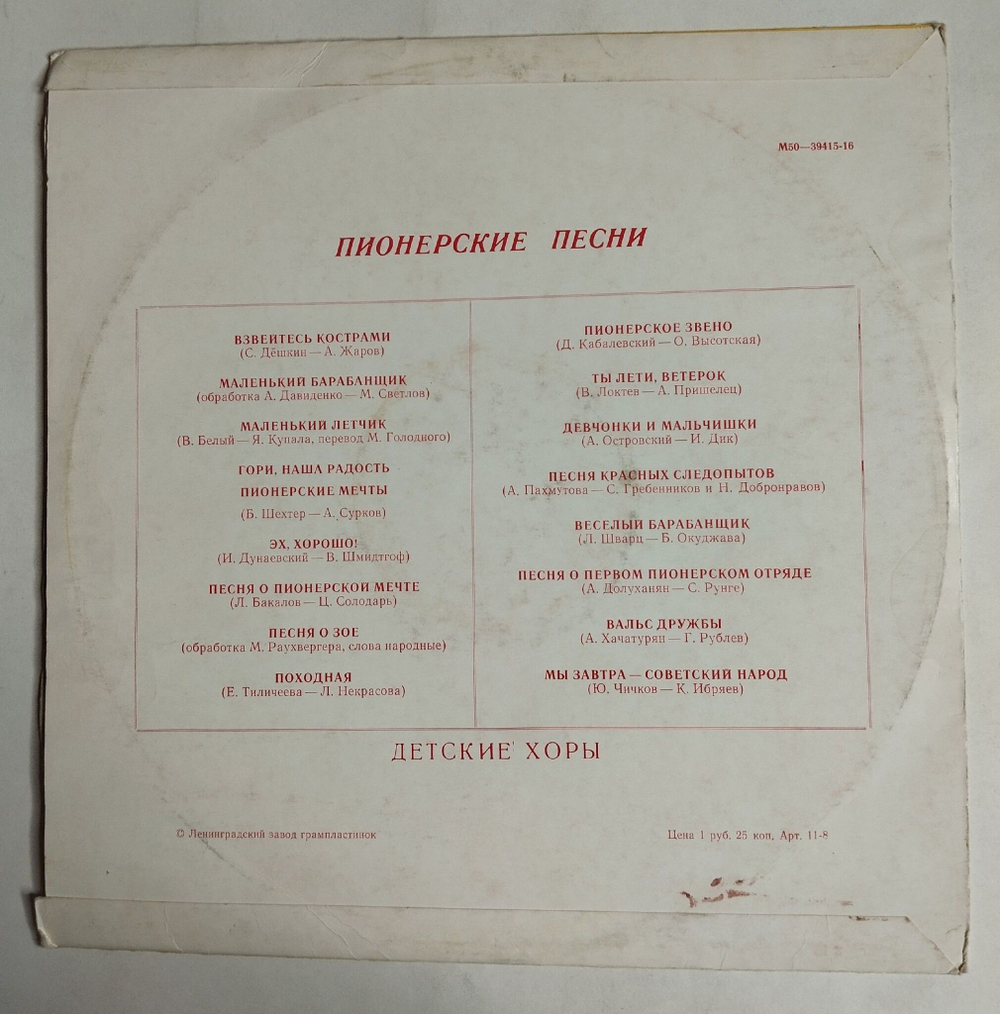 М50—39415-16
ПИОНЕРСКИЕ ПЕСНИ
ВЗВЕЙТЕСЬ КОСТРАМИ
(С. Дёшкин — А. Жаров)
МАЛЕНЬКИЙ БАРАБАНЩИК
(обработка А. Давиденко — М. Светлов)
МАЛЕНЬКИЙ ЛЕТЧИК
(В. Белый — Я. Купала, перевод М. Голодного)
ГОРИ, НАША РАДОСТЬ
ПИОНЕРСКИЕ МЕЧТЫ
(Б. Шехтер — А. Сурков)
ЭХ, ХОРОШО!
(И. Дунаевский — В. Шмидтгоф)
ПЕСНЯ О ПИОНЕРСКОЙ МЕЧТЕ
(Л. Бакалов — Ц. Солодарь)
ПЕСНЯ О ЗОЕ
(обработка М. Раухвергера, слова народные)
ПОХОДНАЯ
(Е. Тиличеева — Л. Некрасова)
ПИОНЕРСКОЕ ЗВЕНО
(Д. Кабалевский — О. Высотская)
ТЫ ЛЕТИ, ВЕТЕРОК
(В. Локтев — А. Пришелец)
ДЕВЧОНКИ И МАЛЬЧИШКИ
(А. Островский — И. Дик)
ПЕСНЯ КРАСНЫХ СЛЕДОПЫТОВ
(А. Пахмутова — С. Гребенников и Н. Добронравов)
ВЕСЕЛЫЙ БАРАБАНЩИК
(Л. Шварц — Б. Окуджава)
ПЕСНЯ О ПЕРВОМ ПИОНЕРСКОМ ОТРЯДЕ
(А. Долуханян — С. Рунге)
ВАЛЬС ДРУЖБЫ
(А. Хачатурян — Г. Рублев)
МЫ ЗАВТРА — СОВЕТСКИЙ НАРОД
(Ю. Чичков — К. Ибряев)
ДЕТСКИЕ ХОРЫ
© Ленинградский завод грампластинок
Цена 1 руб. 25 коп. Арт. 11-8